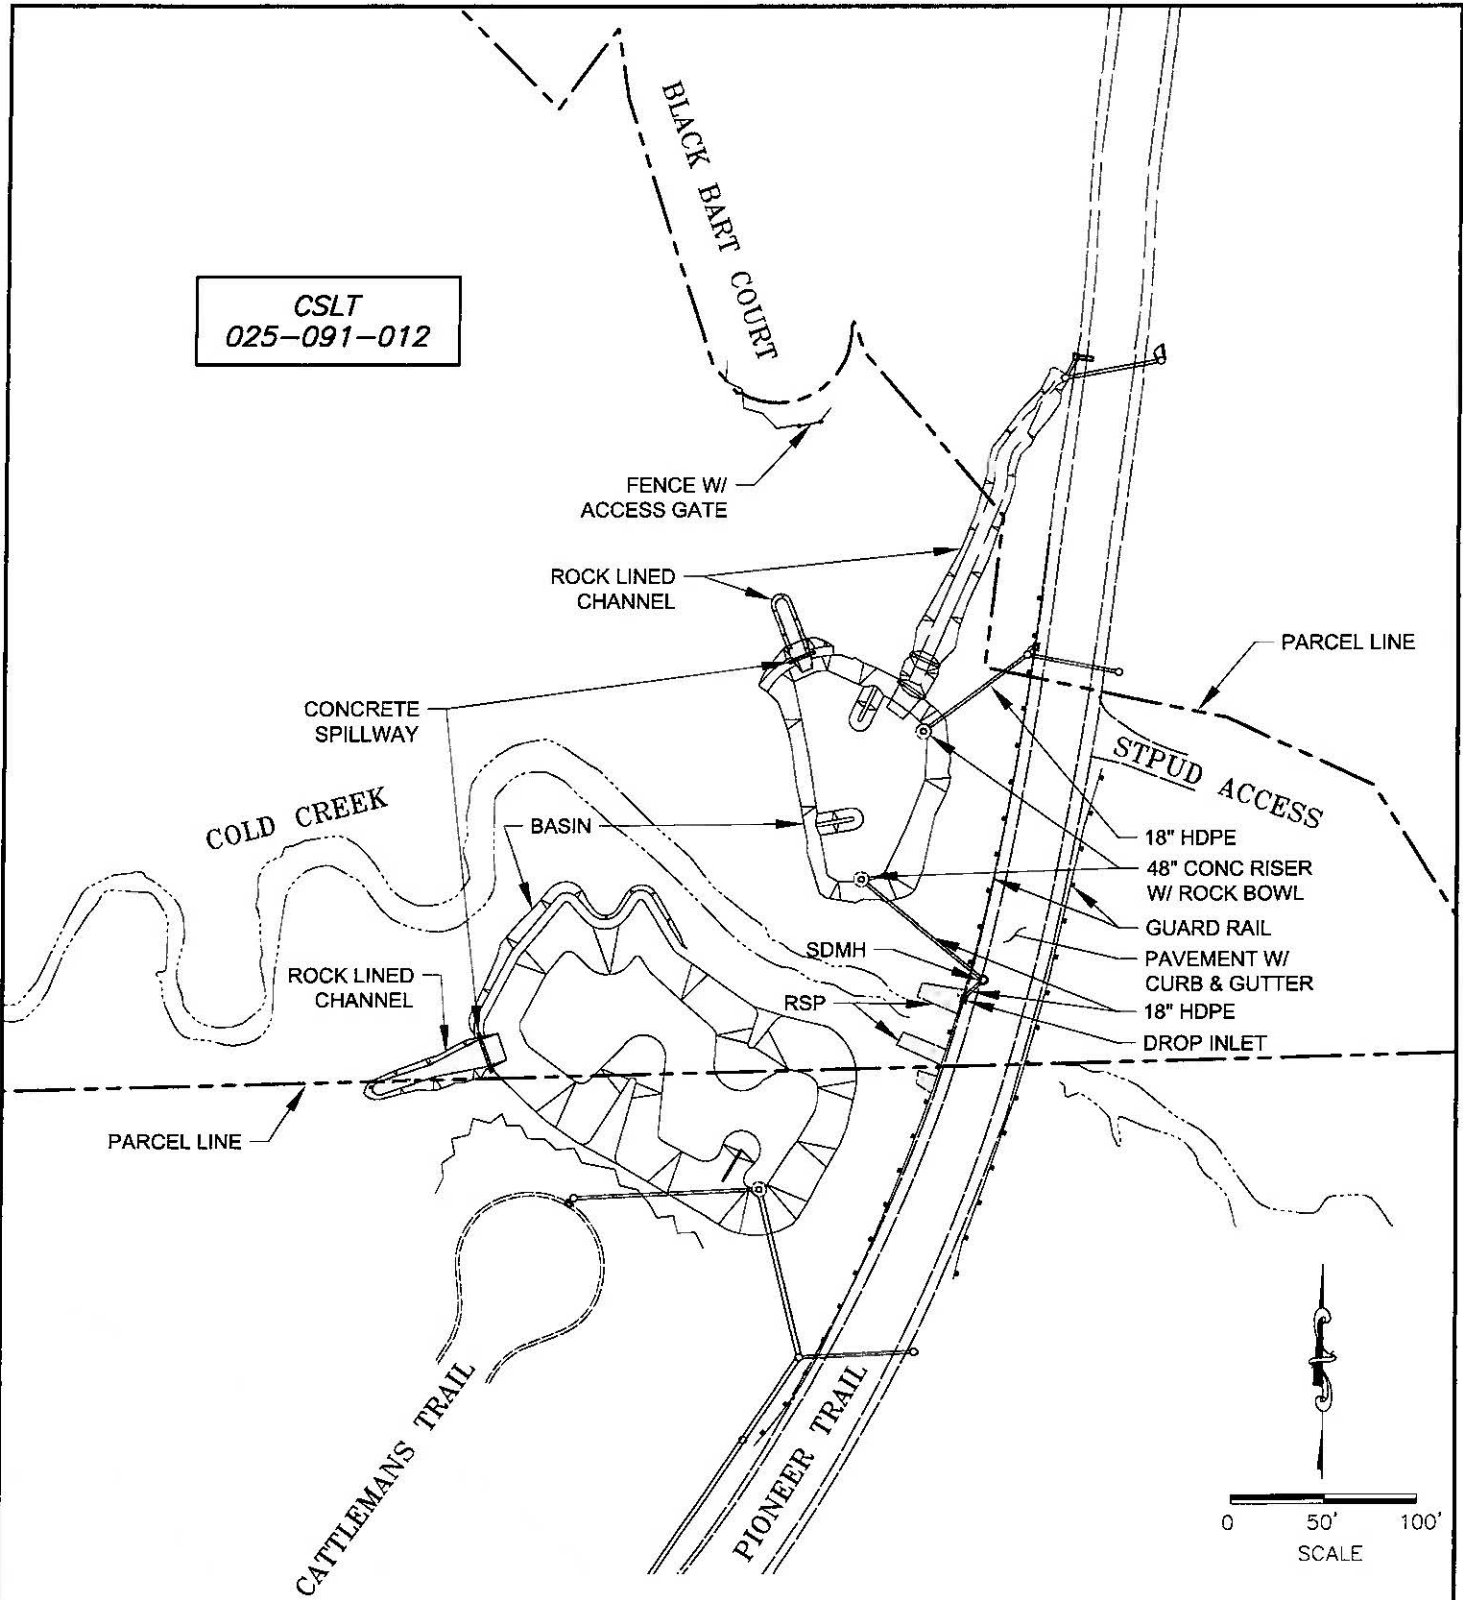 BLACK BART COURT
CSLT
025-091-012
FENCE W/
ACCESS GATE
ROCK LINED
CHANNEL
PARCEL LINE
CONCRETE
SPILLWAY
STPUD ACCESS
COLD CREEK
BASIN
18" HDPE
48" CONC RISER
W/ ROCK BOWL
GUARD RAIL
SDMH
PAVEMENT W/
CURB & GUTTER
ROCK LINED
CHANNEL
RSP
18" HDPE
DROP INLET
PARCEL LINE
CATTLEMANS TRAIL
PIONEER TRAIL
0 50' 100'
SCALE